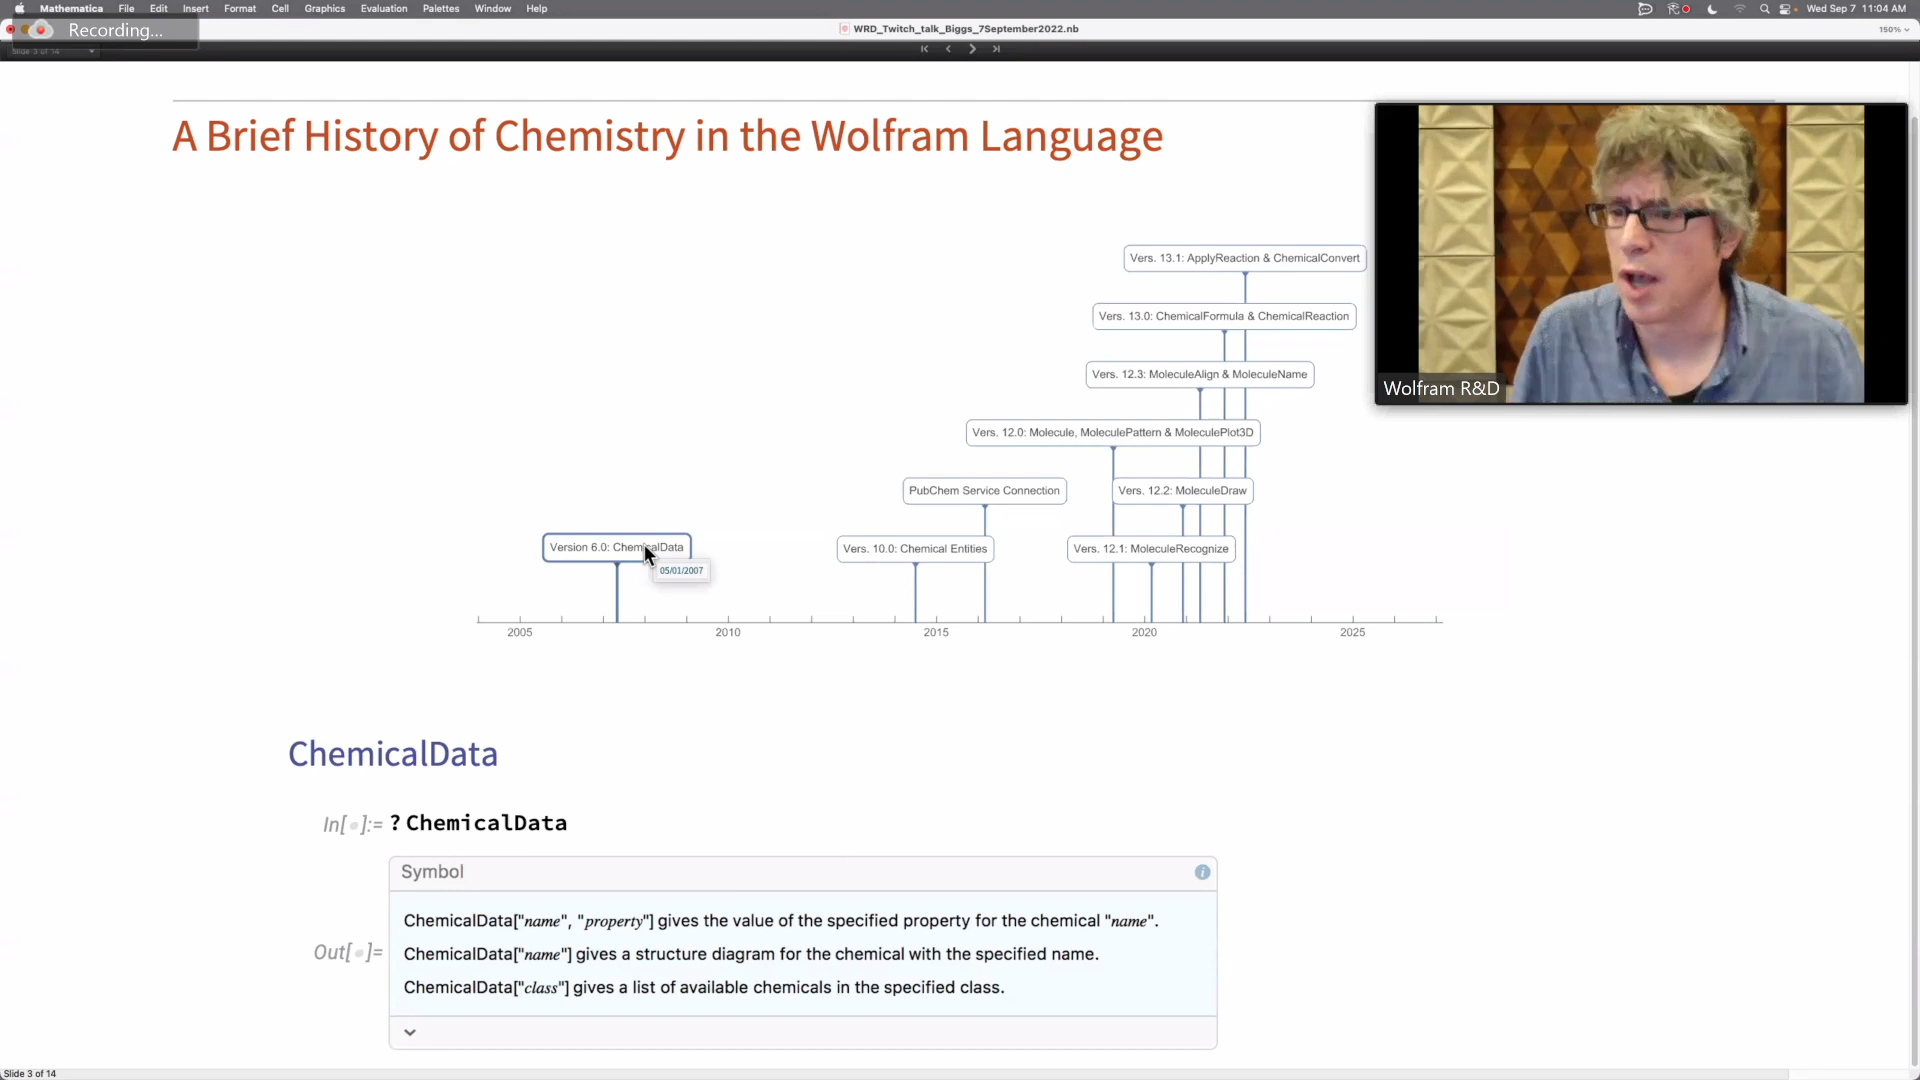 Mathematica File Edit Insert Format Cell Graphics Evaluation Palettes Window Help Wed Sep 7 11:04 AM
Recording...
WRD_Twitch_talk_Biggs_7September2022.nb
150%
Slide 3 of 14
A Brief History of Chemistry in the Wolfram Language
Vers. 13.1: ApplyReaction & ChemicalConvert
Vers. 13.0: ChemicalFormula & ChemicalReaction
Vers. 12.3: MoleculeAlign & MoleculeName
Wolfram R&D
Vers. 12.0: Molecule, MoleculePattern & MoleculePlot3D
PubChem Service Connection
Vers. 12.2: MoleculeDraw
Version 6.0: ChemicalData
Vers. 10.0: Chemical Entities
Vers. 12.1: MoleculeRecognize
05/01/2007
2005 2010 2015 2020 2025
ChemicalData
In[ ]:= ? ChemicalData
Symbol
ChemicalData["name", "property"] gives the value of the specified property for the chemical "name".
Out[ ]=
ChemicalData["name"] gives a structure diagram for the chemical with the specified name.
ChemicalData["class"] gives a list of available chemicals in the specified class.
Slide 3 of 14